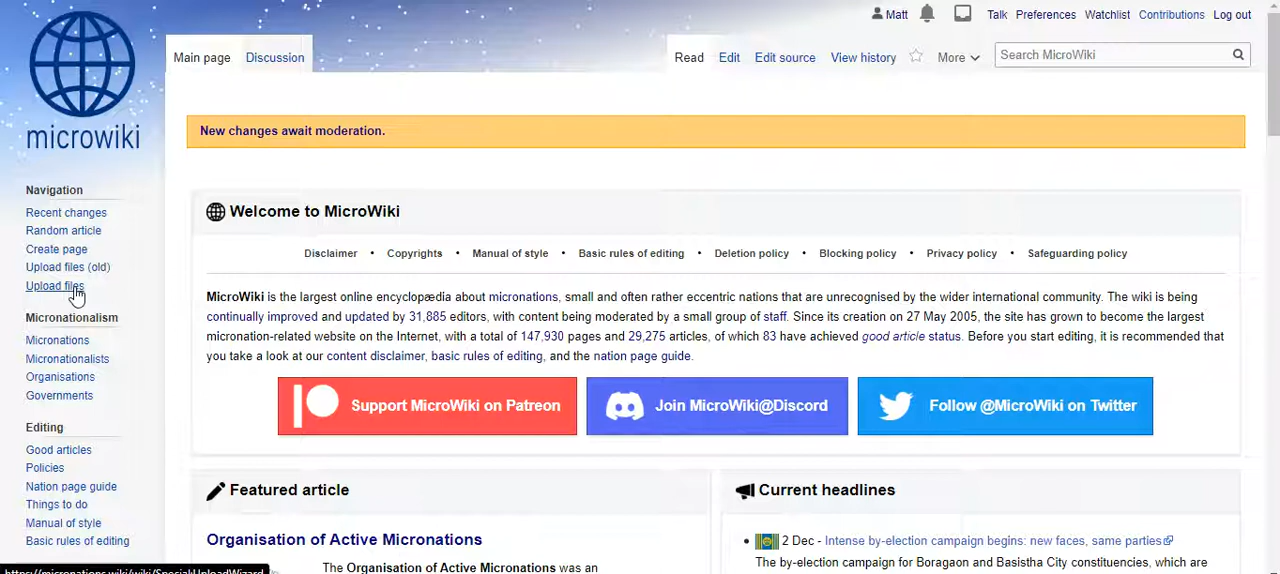 Matt Talk Preferences Watchlist Contributions Log out
microwiki
Main page Discussion Read Edit Edit source View history More Search MicroWiki
New changes await moderation.
Navigation
Recent changes
Random article
Create page
Upload files (old)
Upload files
Micronationalism
Micronations
Micronationalists
Organisations
Governments
Editing
Good articles
Policies
Nation page guide
Things to do
Manual of style
Basic rules of editing
https://micronations.wiki/wiki/Special:UploadWizard
Welcome to MicroWiki
Disclaimer • Copyrights • Manual of style • Basic rules of editing • Deletion policy • Blocking policy • Privacy policy • Safeguarding policy
MicroWiki is the largest online encyclopædia about micronations, small and often rather eccentric nations that are unrecognised by the wider international community. The wiki is being
continually improved and updated by 31,885 editors, with content being moderated by a small group of staff. Since its creation on 27 May 2005, the site has grown to become the largest
micronation-related website on the Internet, with a total of 147,930 pages and 29,275 articles, of which 83 have achieved good article status. Before you start editing, it is recommended that
you take a look at our content disclaimer, basic rules of editing, and the nation page guide.
Support MicroWiki on Patreon Join MicroWiki@Discord Follow @MicroWiki on Twitter
Featured article
Organisation of Active Micronations
The Organisation of Active Micronations was an
Current headlines
• 2 Dec - Intense by-election campaign begins: new faces, same parties
The by-election campaign for Boragaon and Basistha City constituencies, which are